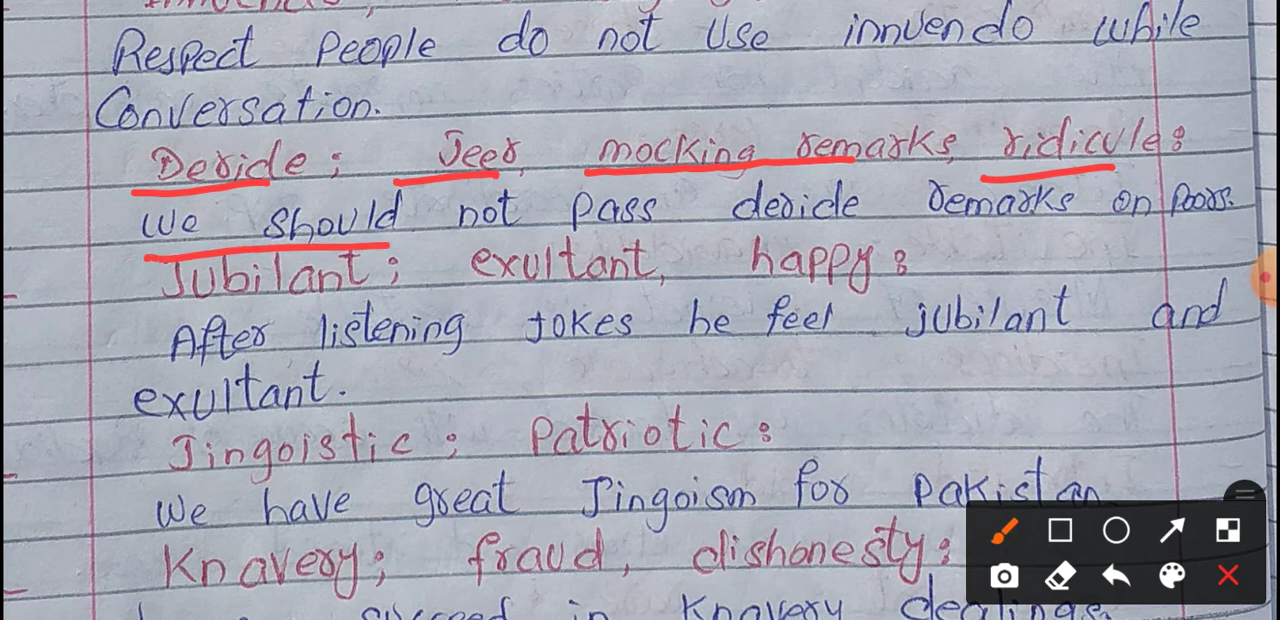 Respect People do not Use innuendo while
Conversation.
Deride; Jeer, mocking remarks, ridicule:
We should not pass deride remarks on poors.
Jubilant; exultant, happy:
After listening jokes he feel jubilant and
exultant.
Jingoistic; Patriotic:
We have great Jingoism for Pakistan
Knavery; fraud, dishonesty:
in Knavery dealings